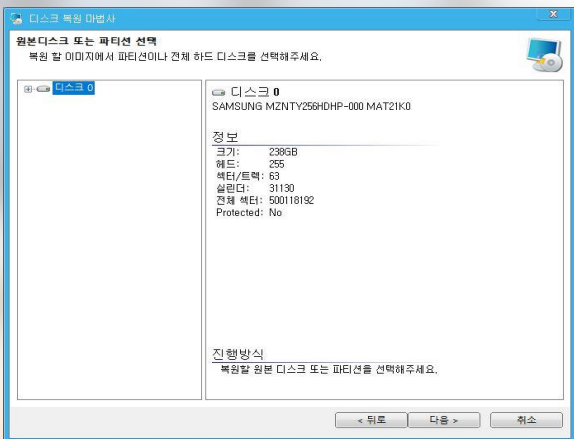 디스크 복원 마법사
원본디스크 또는 파티션 선택
복원 할 이미지에서 파티션이나 전체 하드 디스크를 선택해주세요.
디스크 0
디스크 0
SAMSUNG MZNTY256HDHP-000 MAT21K0
정보
크기: 238GB
헤드: 255
섹터/트랙: 63
실린더: 31130
전체 섹터: 500118192
Protected: No
진행방식
복원할 원본 디스크 또는 파티션을 선택해주세요.
< 뒤로 다음 > 취소